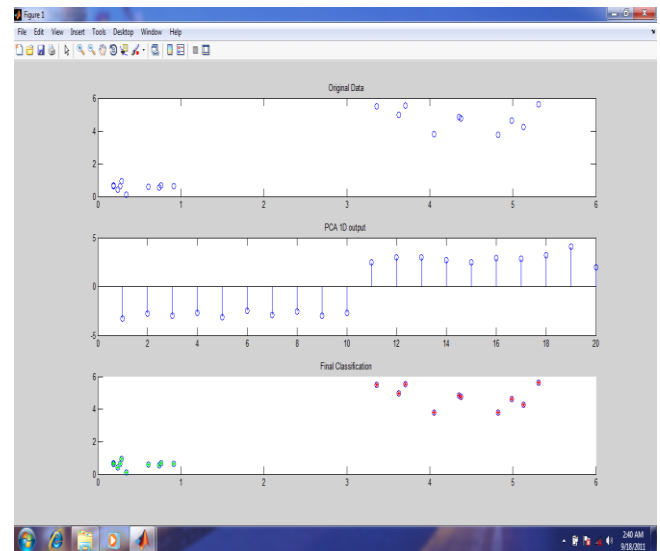 Figure 1
File Edit View Insert Tools Desktop Window Help
Original Data
6
4
2
0
0 1 2 3 4 5 6
PCA 1D output
5
0
-5
0 2 4 6 8 10 12 14 16 18 20
Final Classification
6
4
2
0
0 1 2 3 4 5 6
2:40 AM
9/18/2011